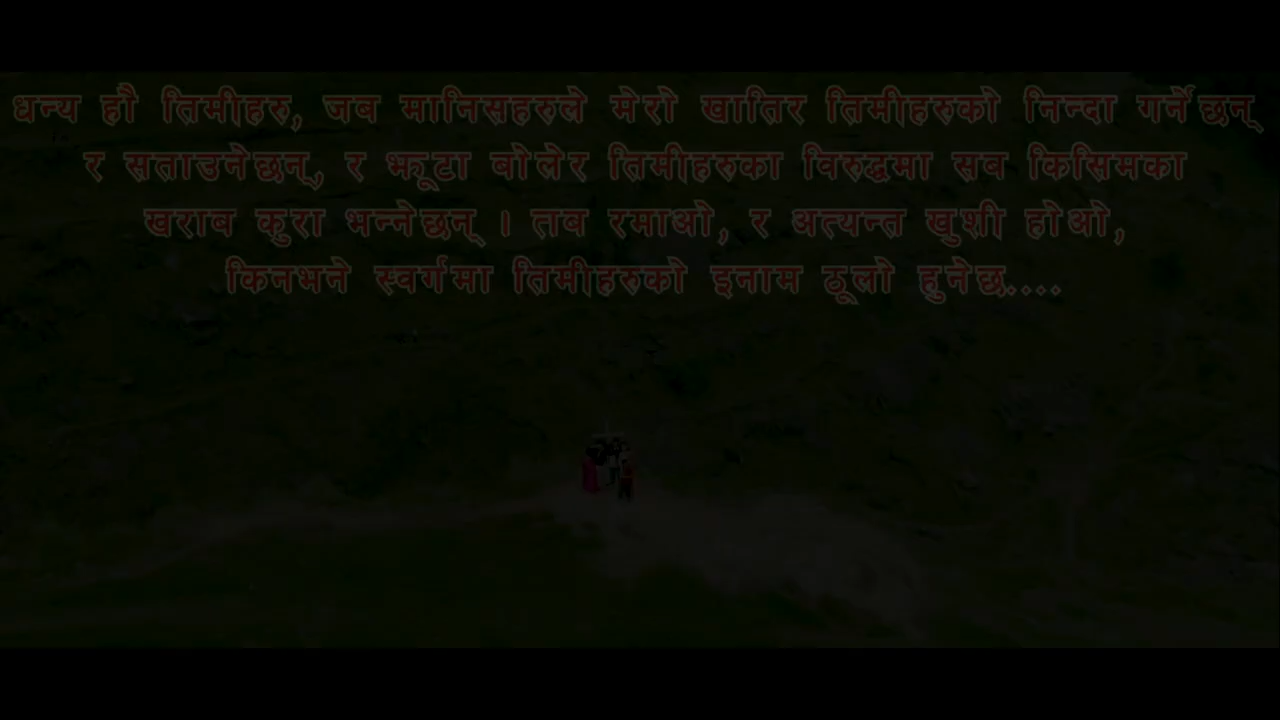 धन्य हौ तिमीहरु, जब मानिसहरुले मेरो खातिर तिमीहरुको निन्दा गर्नेछन्
र सताउनेछन्, र झूटा बोलेर तिमीहरुका विरुद्धमा सब किसिमका
खराब कुरा भन्नेछन् । तब रमाओ, र अत्यन्त खुशी होओ,
किनभने स्वर्गमा तिमीहरुको इनाम ठूलो हुनेछ....